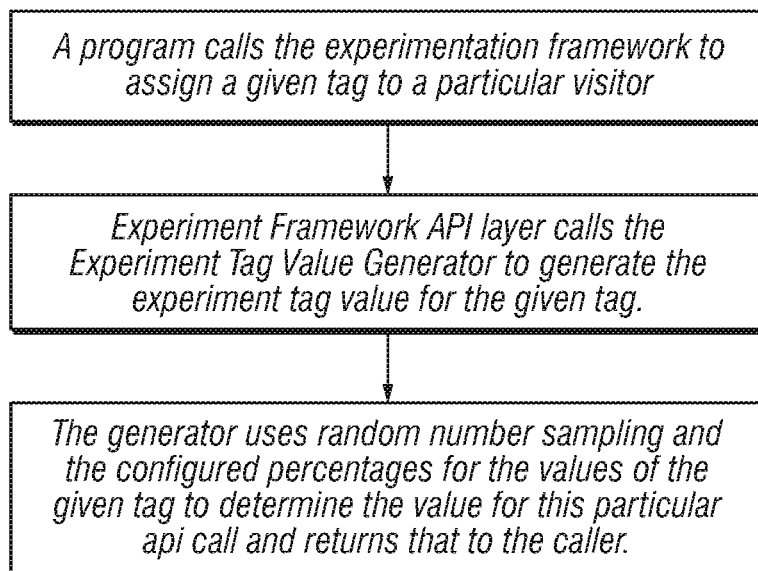 A program calls the experimentation framework to
assign a given tag to a particular visitor
Experiment Framework API layer calls the
Experiment Tag Value Generator to generate the
experiment tag value for the given tag.
The generator uses random number sampling and
the configured percentages for the values of the
given tag to determine the value for this particular
api call and returns that to the caller.